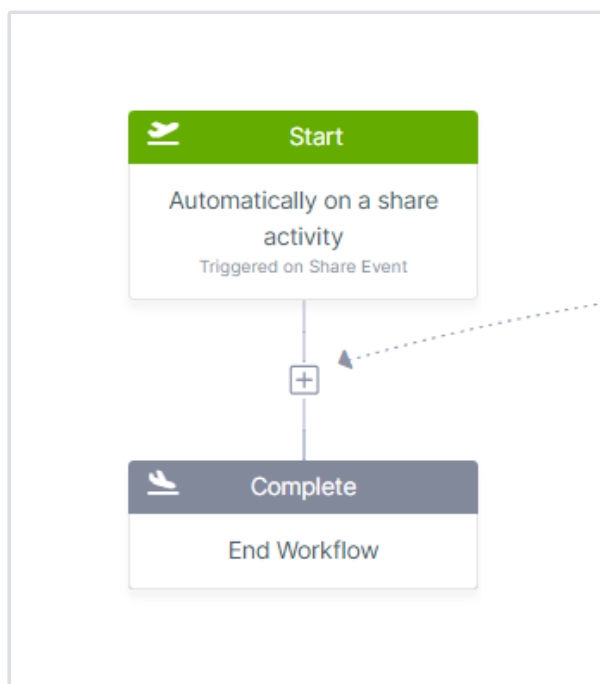 Start
Automatically on a share
activity
Triggered on Share Event
Complete
End Workflow